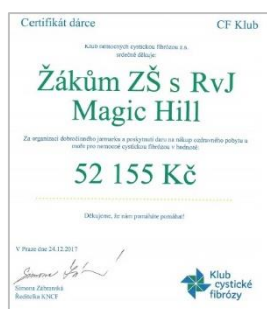 Certifikát dárce
CF Klub
Klub nemocných cystickou fibrózou z.s.
srdečně děkuje:
Žákům ZŠ s RvJ
Magic Hill
Za organizaci dobročinného jarmarku a poskytnutí daru na nákup ozdravného pobytu u
moře pro nemocné cystickou fibrózou v hodnotě:
52 155 Kč
Děkujeme, že nám pomáháte pomáhat!
V Praze dne 24.12.2017
Simona Zábranská
Ředitelka KNCF
Klub
cystické
fibrózy